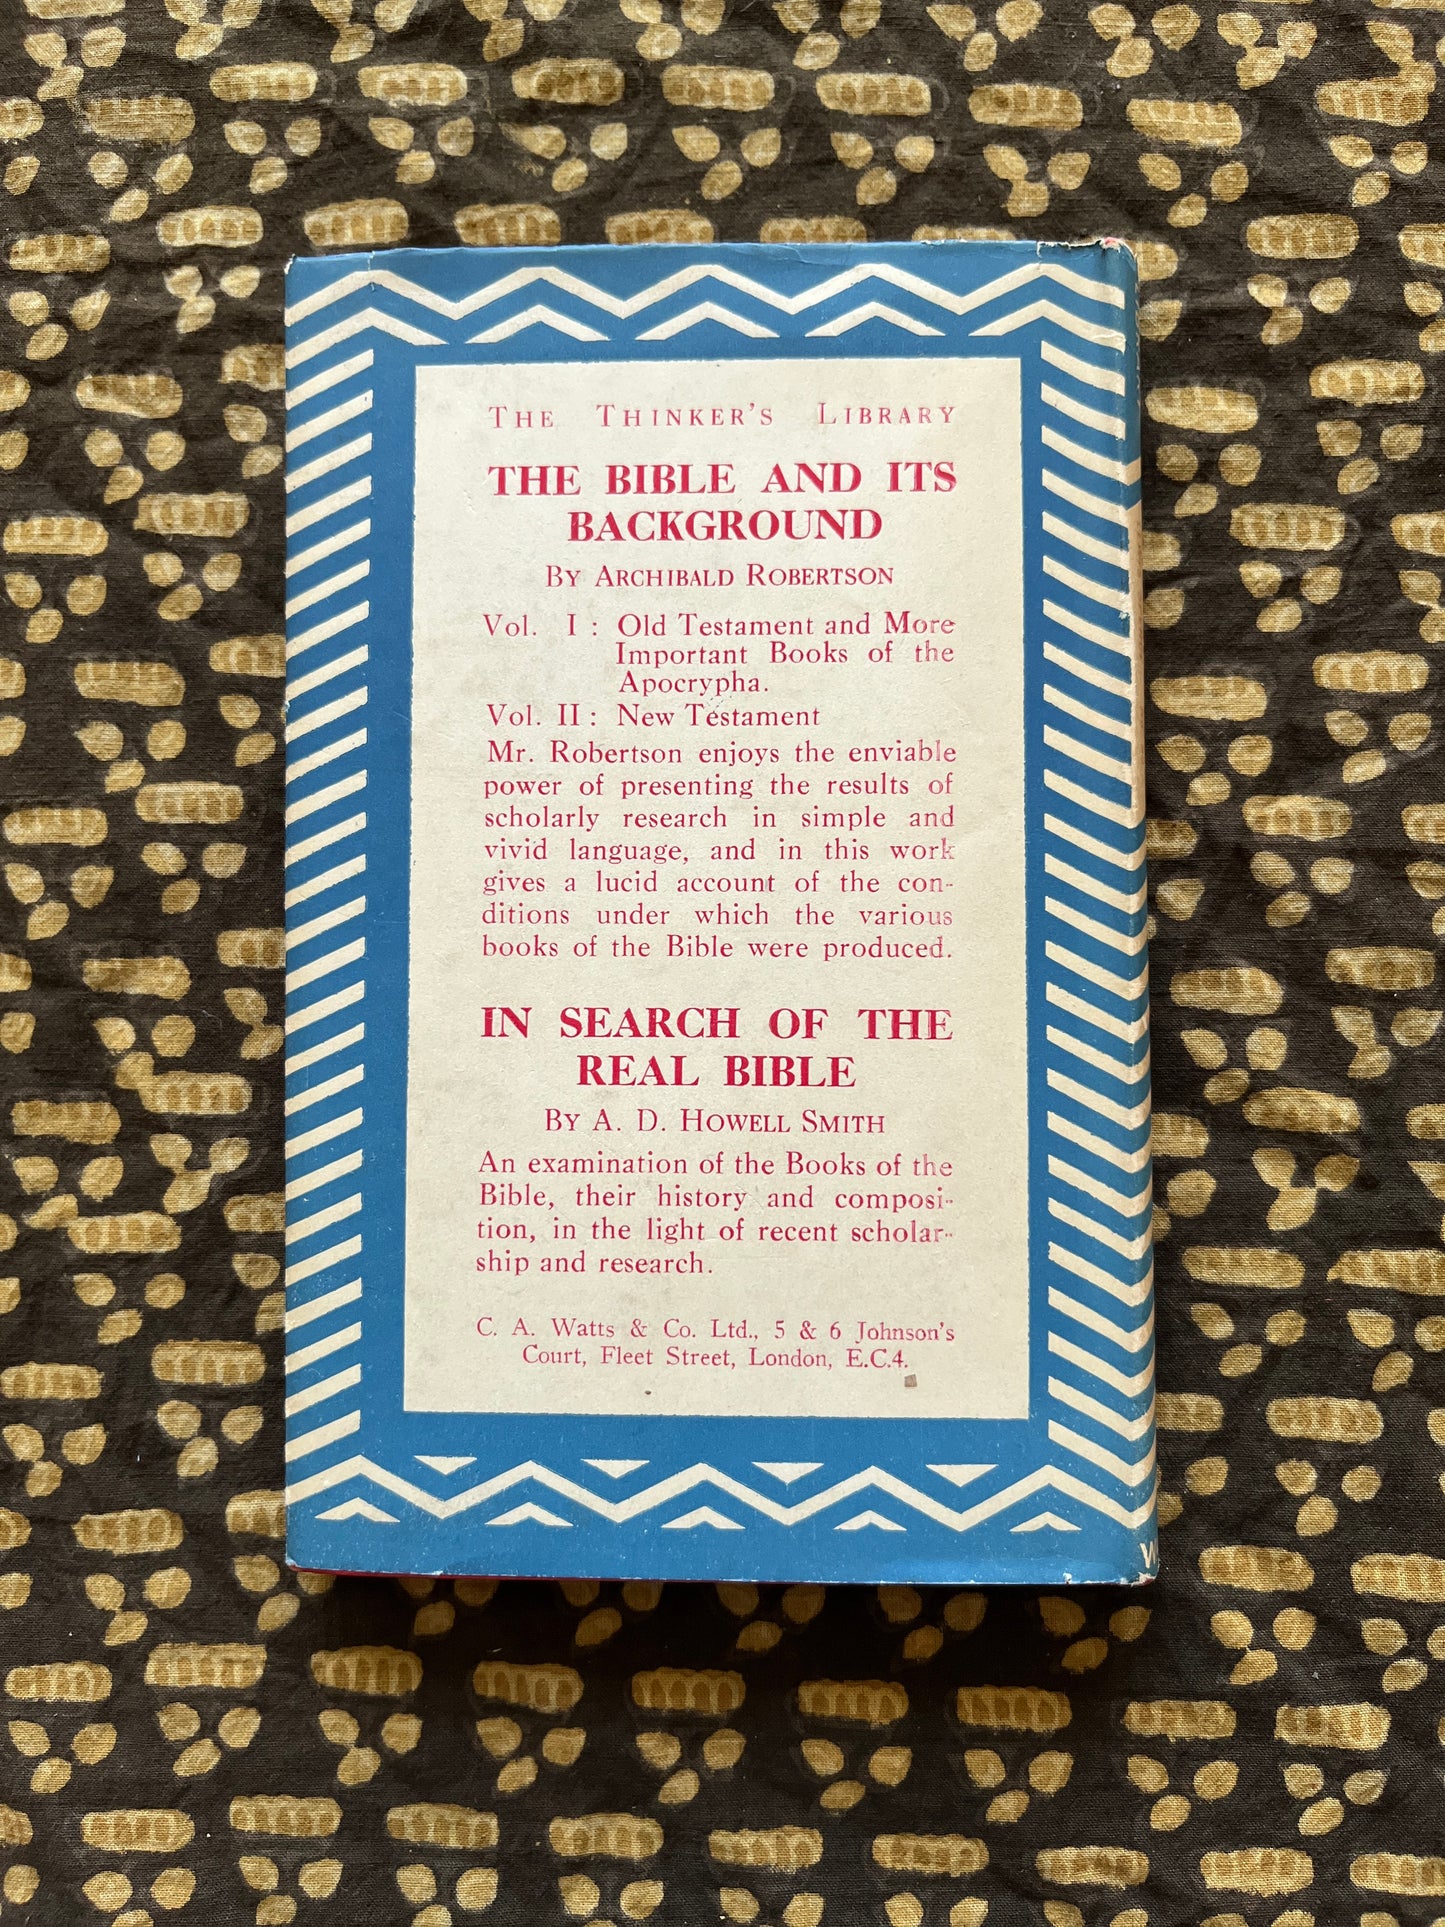 THE THINKER'S LIBRARY
THE BIBLE AND ITS
BACKGROUND
BY ARCHIBALD ROBERTSON
Vol. I : Old Testament and More
Important Books of the
Apocrypha.
Vol. II : New Testament
Mr. Robertson enjoys the enviable
power of presenting the results of
scholarly research in simple and
vivid language, and in this work
gives a lucid account of the con-
ditions under which the various
books of the Bible were produced.
IN SEARCH OF THE
REAL BIBLE
BY A. D. HOWELL SMITH
An examination of the Books of the
Bible, their history and composi-
tion, in the light of recent scholar-
ship and research.
C. A. Watts & Co. Ltd., 5 & 6 Johnson's
Court, Fleet Street, London, E.C.4.